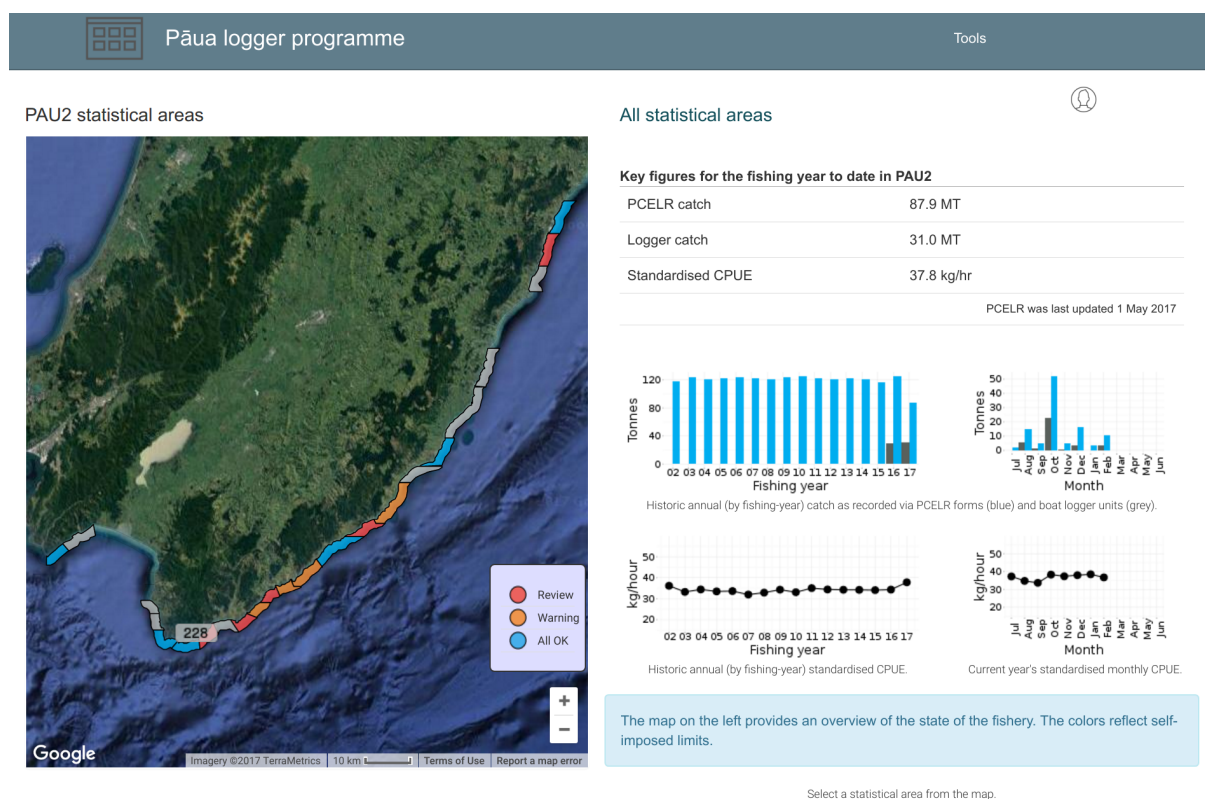 Pāua logger programme
Tools
PAU2 statistical areas
All statistical areas
Key figures for the fishing year to date in PAU2
PCELR catch 87.9 MT
Logger catch 31.0 MT
Standardised CPUE 37.8 kg/hr
PCELR was last updated 1 May 2017
Tonnes
120
80
40
0
02 03 04 05 06 07 08 09 10 11 12 13 14 15 16 17
Fishing year
Tonnes
50
40
30
20
10
0
Jul Aug Sep Oct Nov Dec Jan Feb Mar Apr May Jun
Month
Historic annual (by fishing-year) catch as recorded via PCELR forms (blue) and boat logger units (grey).
kg/hour
50
40
30
20
02 03 04 05 06 07 08 09 10 11 12 13 14 15 16 17
Fishing year
Historic annual (by fishing-year) standardised CPUE.
kg/hour
50
40
30
20
Jul Aug Sep Oct Nov Dec Jan Feb Mar Apr May Jun
Month
Current year's standardised monthly CPUE.
Review
Warning
All OK
228
+
−
Google
Imagery ©2017 TerraMetrics 10 km Terms of Use Report a map error
The map on the left provides an overview of the state of the fishery. The colors reflect self-
imposed limits.
Select a statistical area from the map.